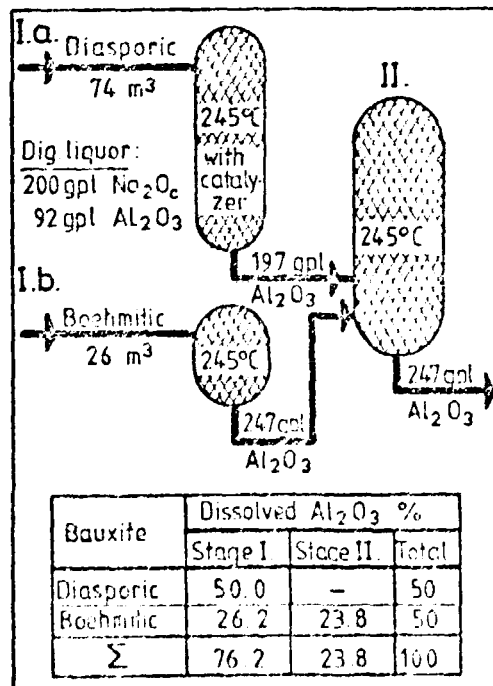 I.a.
Diasporic
74 m³
245°C
with
cataly-
zer
Dig. liquor:
200 gpl Na₂Oc
92 gpl Al₂O₃
II.
245°C
197 gpl
Al₂O₃
I.b.
Boehmitic
26 m³
245°C
247 gpl
Al₂O₃
247 gpl
Al₂O₃
Bauxite Dissolved Al₂O₃ %
Stage I. Stage II. Total
Diasporic 50.0 – 50
Boehmitic 26.2 23.8 50
Σ 76.2 23.8 100